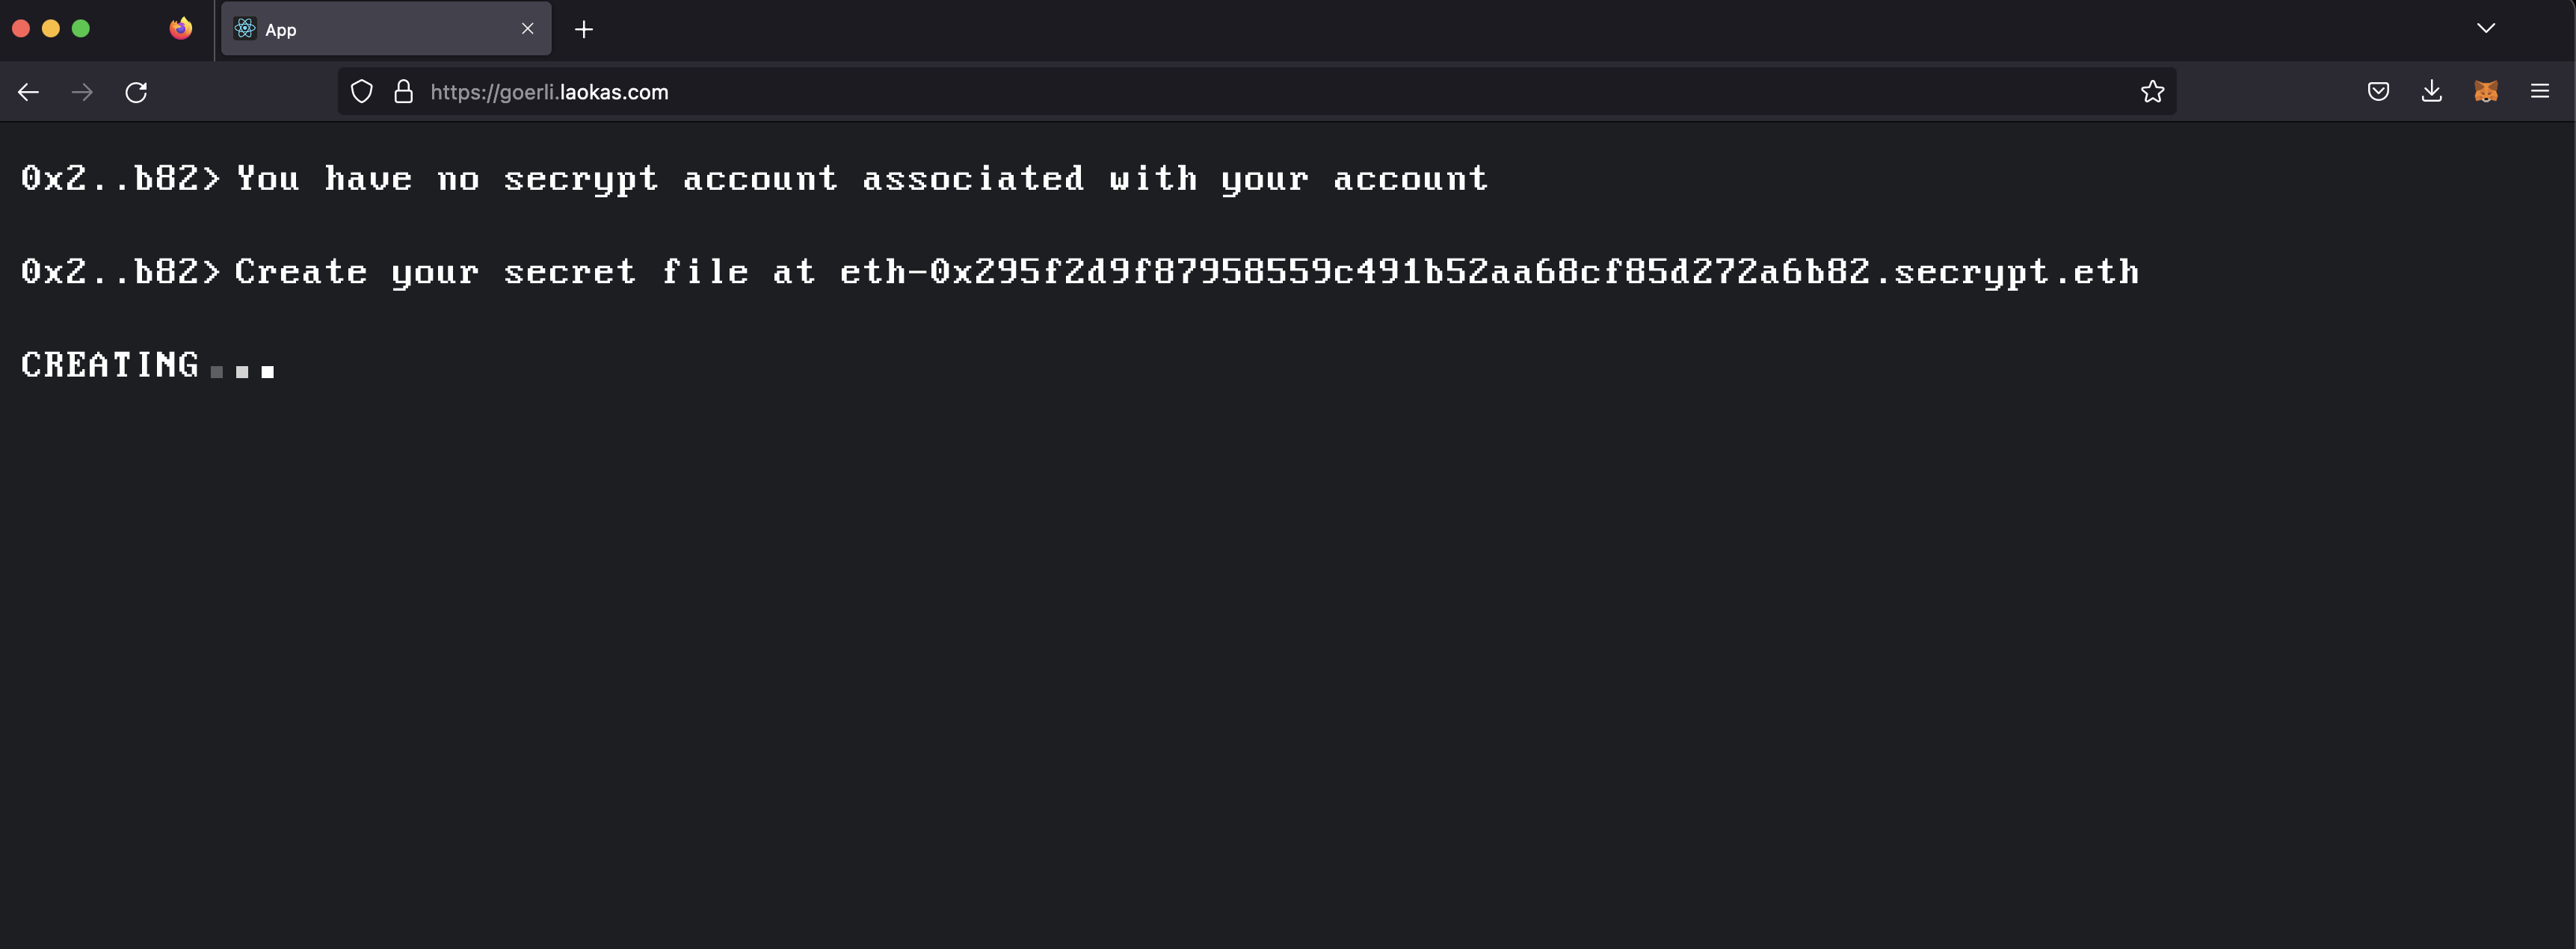 App
https://goerli.laokas.com
0x2..b82> You have no secrypt account associated with your account
0x2..b82> Create your secret file at eth-0x295f2d9f87958559c491b52aa68cf85d272a6b82.secrypt.eth
CREATING...